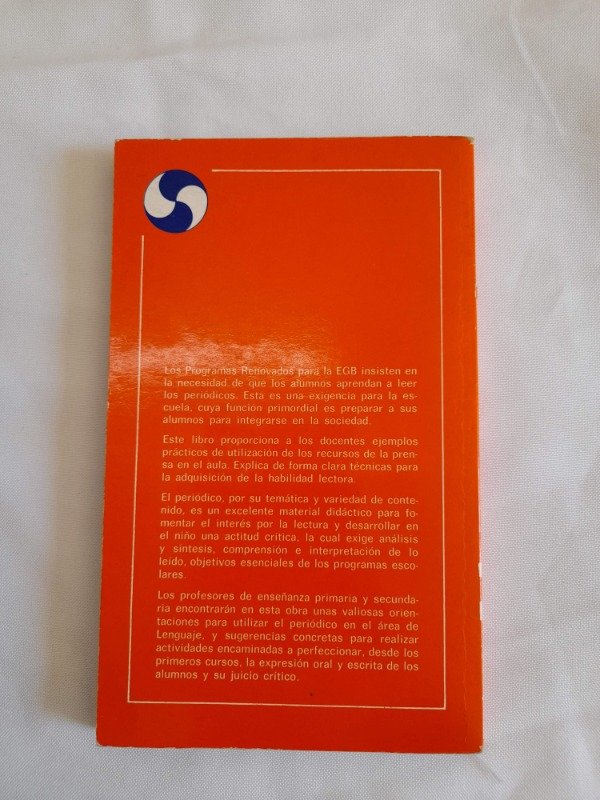 Los Programas Renovados para la EGB insisten en
la necesidad de que los alumnos aprendan a leer
los periódicos. Esta es una exigencia para la es-
cuela, cuya función primordial es preparar a sus
alumnos para integrarse en la sociedad.
Este libro proporciona a los docentes ejemplos
prácticos de utilización de los recursos de la pren-
sa en el aula. Explica de forma clara técnicas para
la adquisición de la habilidad lectora.
El periódico, por su temática y variedad de conte-
nido, es un excelente material didáctico para fo-
mentar el interés por la lectura y desarrollar en
el niño una actitud crítica, la cual exige análisis
y síntesis, comprensión e interpretación de lo
leído, objetivos esenciales de los programas esco-
lares.
Los profesores de enseñanza primaria y secunda-
ria encontrarán en esta obra unas valiosas orien-
taciones para utilizar el periódico en el área de
Lenguaje, y sugerencias concretas para realizar
actividades encaminadas a perfeccionar, desde los
primeros cursos, la expresión oral y escrita de los
alumnos y su juicio crítico.